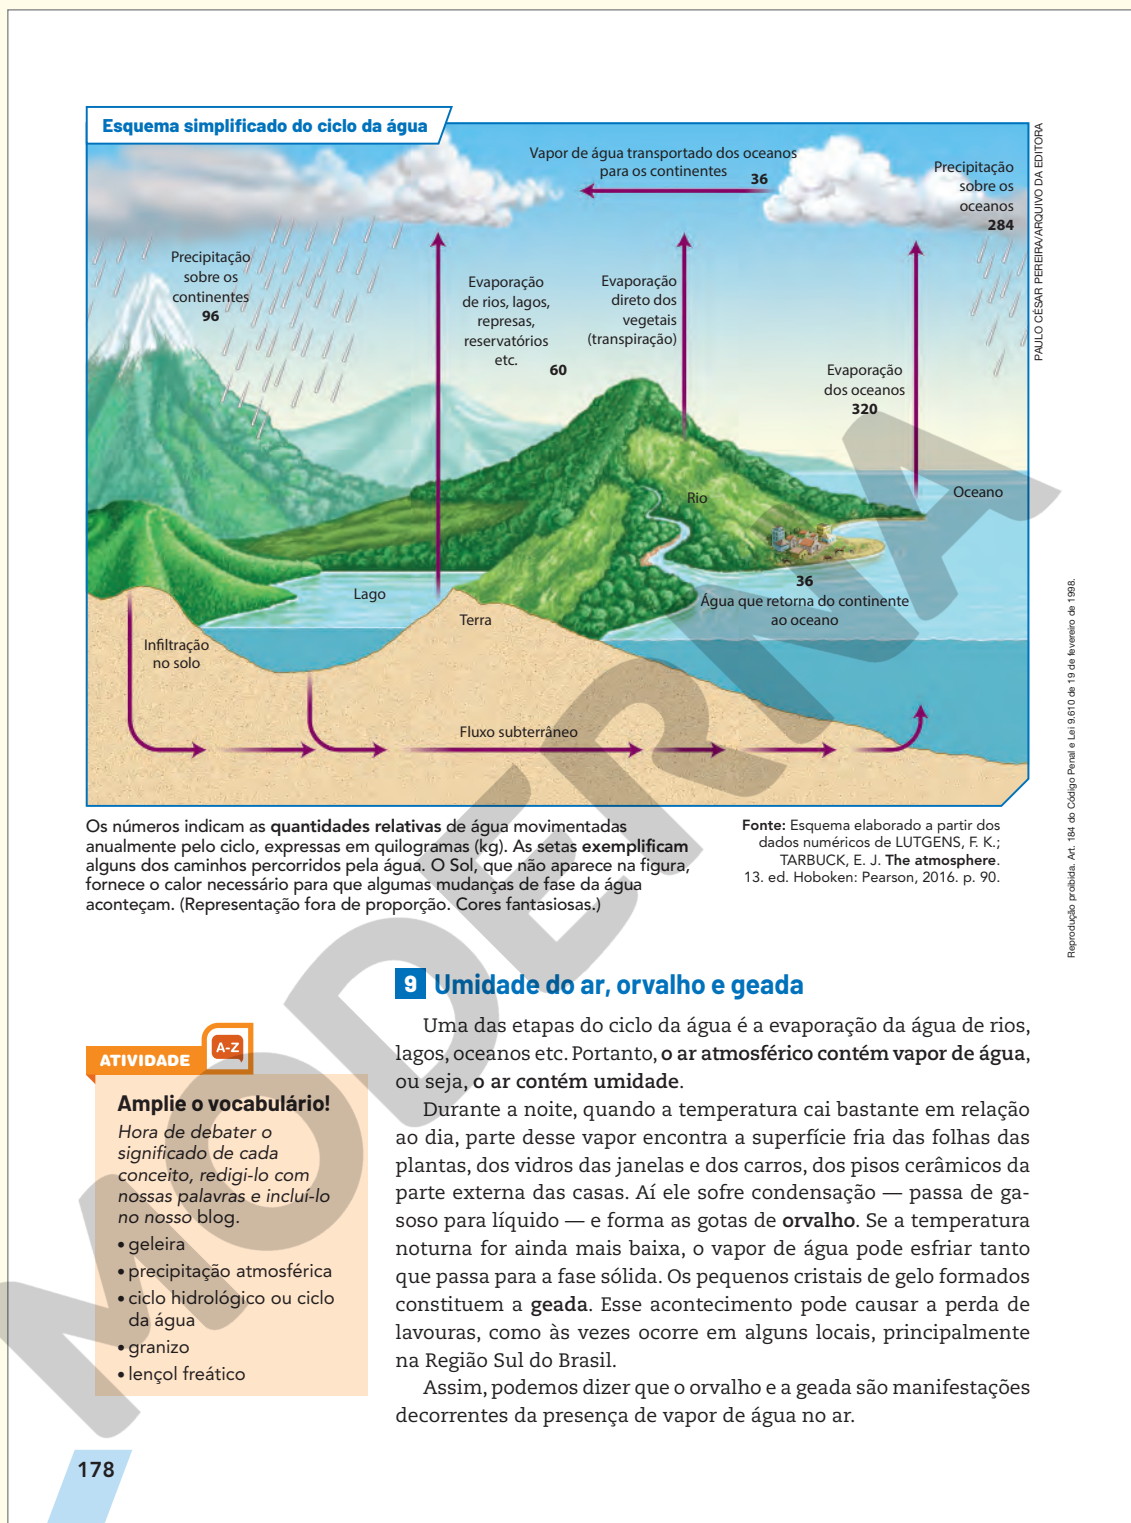 Esquema simplificado do ciclo da água
Vapor de água transportado dos oceanos
para os continentes
36
Precipitação
sobre os
oceanos
284
Precipitação
sobre os
continentes
96
Evaporação
de rios, lagos,
represas,
reservatórios
etc.
60
Evaporação
direto dos
vegetais
(transpiração)
Evaporação
dos oceanos
320
Rio
Oceano
36
Água que retorna do continente
ao oceano
Lago
Terra
Infiltração
no solo
Fluxo subterrâneo
PAULO CÉSAR PEREIRA/ARQUIVO DA EDITORA
Reprodução proibida. Art. 184 do Código Penal e Lei 9.610 de 19 de fevereiro de 1998.
Os números indicam as quantidades relativas de água movimentadas
anualmente pelo ciclo, expressas em quilogramas (kg). As setas exemplificam
alguns dos caminhos percorridos pela água. O Sol, que não aparece na figura,
fornece o calor necessário para que algumas mudanças de fase da água
aconteçam. (Representação fora de proporção. Cores fantasiosas.)
Fonte: Esquema elaborado a partir dos
dados numéricos de LUTGENS, F. K.;
TARBUCK, E. J. The atmosphere.
13. ed. Hoboken: Pearson, 2016. p. 90.
9 Umidade do ar, orvalho e geada
Uma das etapas do ciclo da água é a evaporação da água de rios,
lagos, oceanos etc. Portanto, o ar atmosférico contém vapor de água,
ou seja, o ar contém umidade.
Durante a noite, quando a temperatura cai bastante em relação
ao dia, parte desse vapor encontra a superfície fria das folhas das
plantas, dos vidros das janelas e dos carros, dos pisos cerâmicos da
parte externa das casas. Aí ele sofre condensação — passa de ga-
soso para líquido — e forma as gotas de orvalho. Se a temperatura
noturna for ainda mais baixa, o vapor de água pode esfriar tanto
que passa para a fase sólida. Os pequenos cristais de gelo formados
constituem a geada. Esse acontecimento pode causar a perda de
lavouras, como às vezes ocorre em alguns locais, principalmente
na Região Sul do Brasil.
Assim, podemos dizer que o orvalho e a geada são manifestações
decorrentes da presença de vapor de água no ar.
ATIVIDADE
A-Z
Amplie o vocabulário!
Hora de debater o
significado de cada
conceito, redigi-lo com
nossas palavras e incluí-lo
no nosso blog.
• geleira
• precipitação atmosférica
• ciclo hidrológico ou ciclo
da água
• granizo
• lençol freático
178
MODERNA